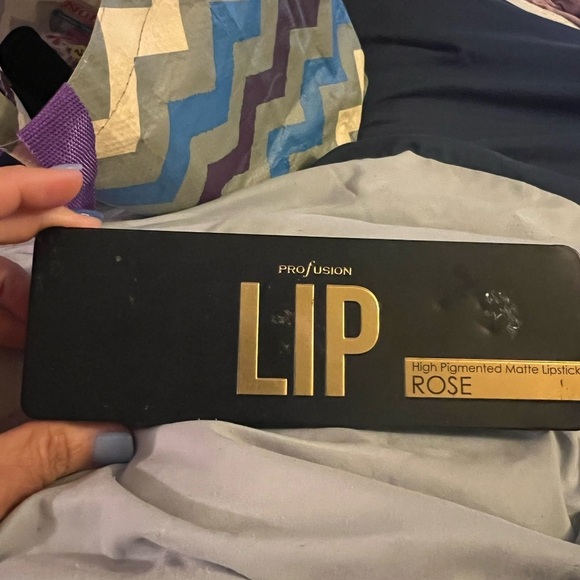 PROFUSION
LIP
High Pigmented Matte Lipstick
ROSE